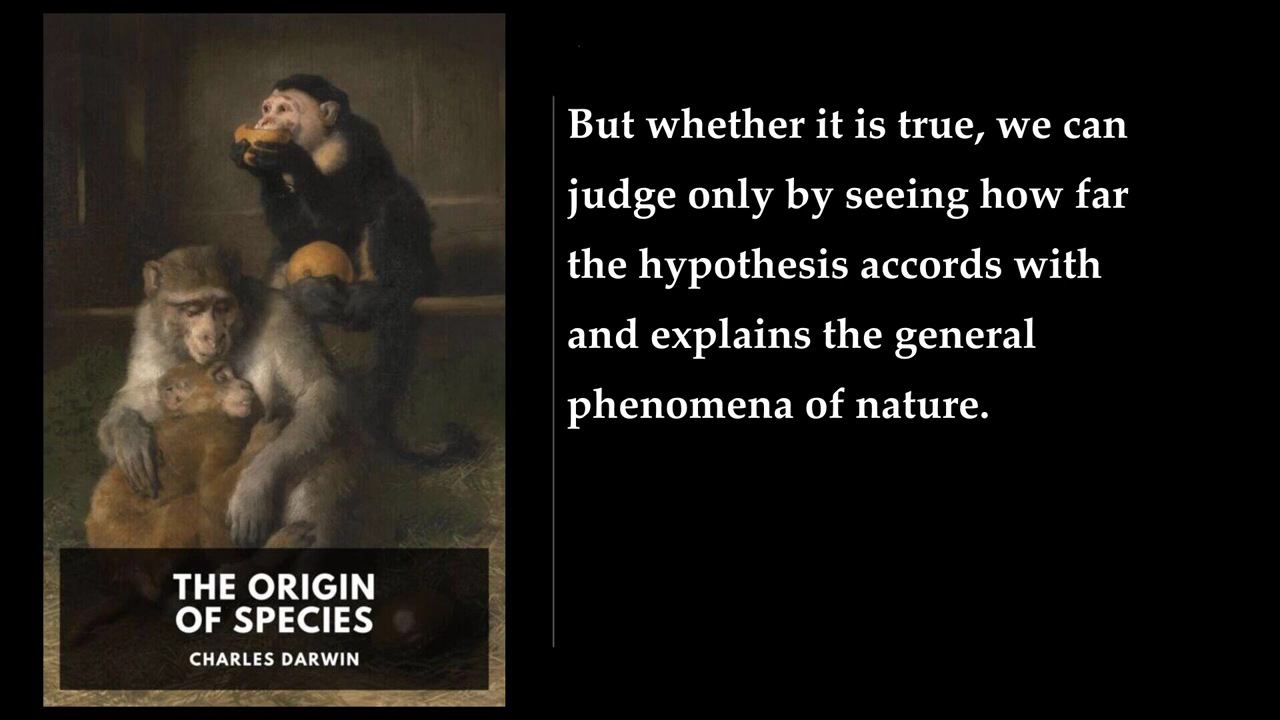 But whether it is true, we can
judge only by seeing how far
the hypothesis accords with
and explains the general
phenomena of nature.
THE ORIGIN
OF SPECIES
CHARLES DARWIN